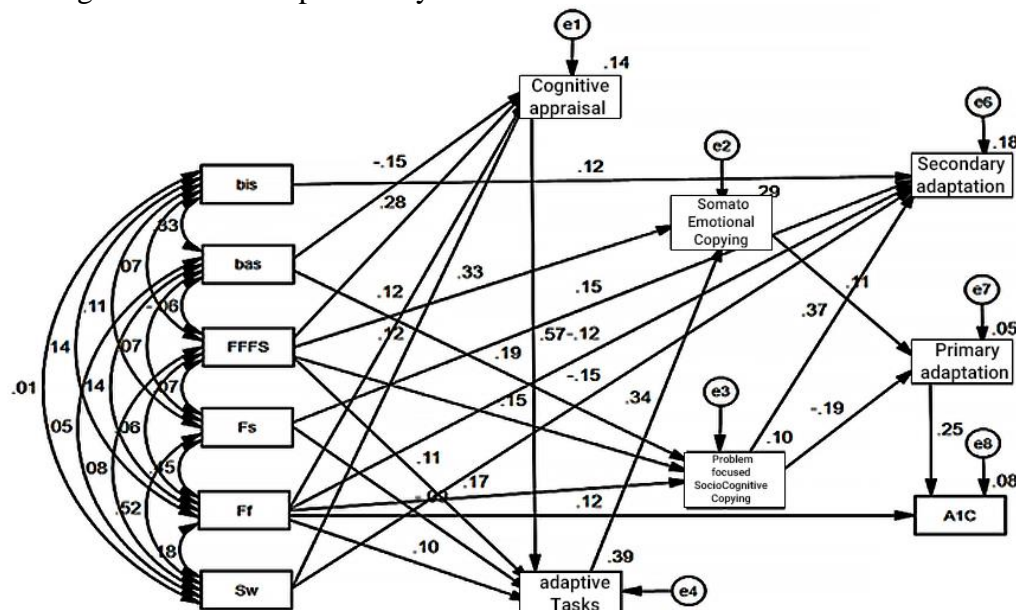 e1
.14
Cognitive
appraisal
e6
e2
.18
-.15
.12
Secondary
adaptation
bis
.28
.29
Somato
Emotional
Copying
.33
.07
.33
bas
.11
e7
-.06
.15
.12
.11
.37
.05
.12
.57
-.12
FFFS
Primary
adaptation
.07
.19
14
14
.07
-.15
.01
.34
e3
-.19
.15
.05
.06
Fs
.10
.25
e8
Problem
focused
SocioCognitive
Copying
.11
.08
.17
.08
.52
Ff
.12
A1C
.18
.10
.39
adaptive
Tasks
e4
Sw